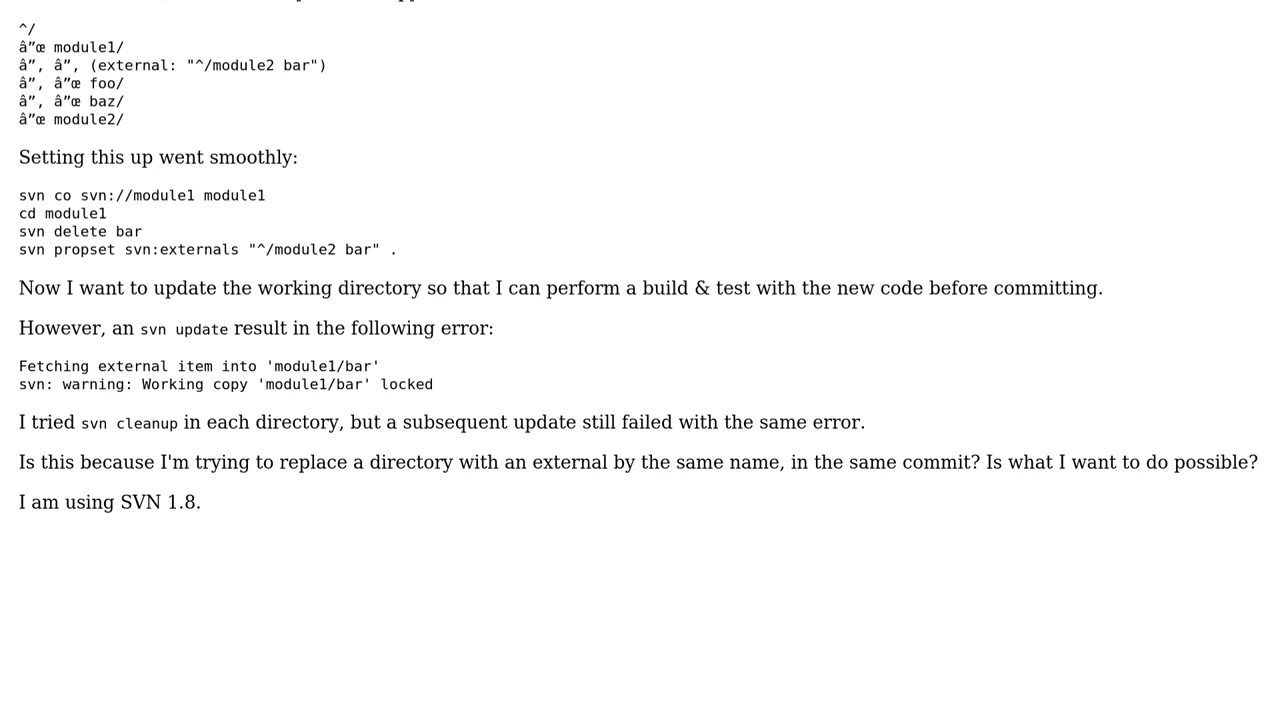 ^/
â”œ module1/
â”‚ â”‚ (external: "^/module2 bar")
â”‚ â”œ foo/
â”‚ â”œ baz/
â”œ module2/
Setting this up went smoothly:
svn co svn://module1 module1
cd module1
svn delete bar
svn propset svn:externals "^/module2 bar" .
Now I want to update the working directory so that I can perform a build & test with the new code before committing.
However, an svn update result in the following error:
Fetching external item into 'module1/bar'
svn: warning: Working copy 'module1/bar' locked
I tried svn cleanup in each directory, but a subsequent update still failed with the same error.
Is this because I'm trying to replace a directory with an external by the same name, in the same commit? Is what I want to do possible?
I am using SVN 1.8.